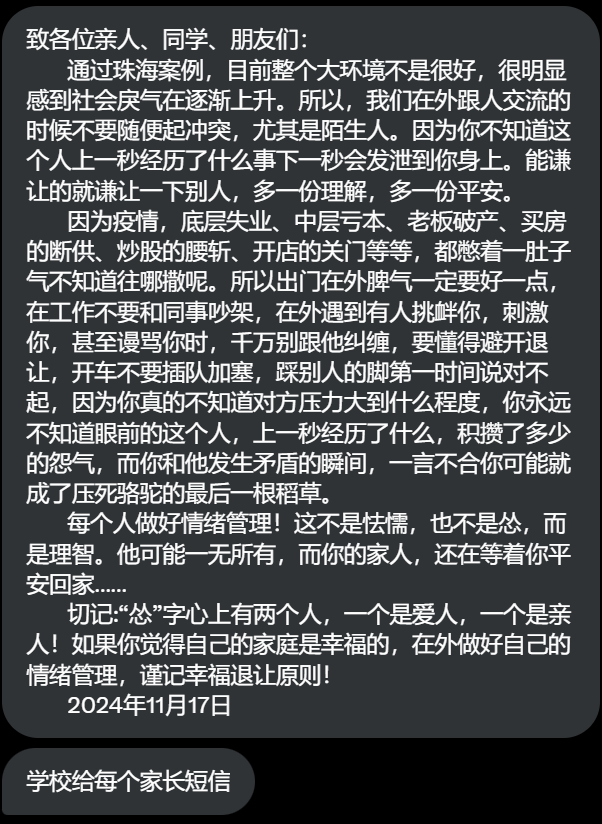 致各位亲人、同学、朋友们：
通过珠海案例，目前整个大环境不是很好，很明显
感到社会戾气在逐渐上升。所以，我们在外跟人交流的
时候不要随便起冲突，尤其是陌生人。因为你不知道这
个人上一秒经历了什么事下一秒会发泄到你身上。能谦
让的就谦让一下别人，多一份理解，多一份平安。
因为疫情，底层失业、中层亏本、老板破产、买房
的断供、炒股的腰斩、开店的关门等等，都憋着一肚子
气不知道往哪撒呢。所以出门在外脾气一定要好一点，
在工作不要和同事吵架，在外遇到有人挑衅你，刺激
你，甚至谩骂你时，千万别跟他纠缠，要懂得避开退
让，开车不要插队加塞，踩别人的脚第一时间说对不
起，因为你真的不知道对方压力大到什么程度，你永远
不知道眼前的这个人，上一秒经历了什么，积攒了多少
的怨气，而你和他发生矛盾的瞬间，一言不合你可能就
成了压死骆驼的最后一根稻草。
每个人做好情绪管理！这不是怯懦，也不是怂，而
是理智。他可能一无所有，而你的家人，还在等着你平
安回家……
切记:“怂”字心上有两个人，一个是爱人，一个是亲
人！如果你觉得自己的家庭是幸福的，在外做好自己的
情绪管理，谨记幸福退让原则！
2024年11月17日
学校给每个家长短信